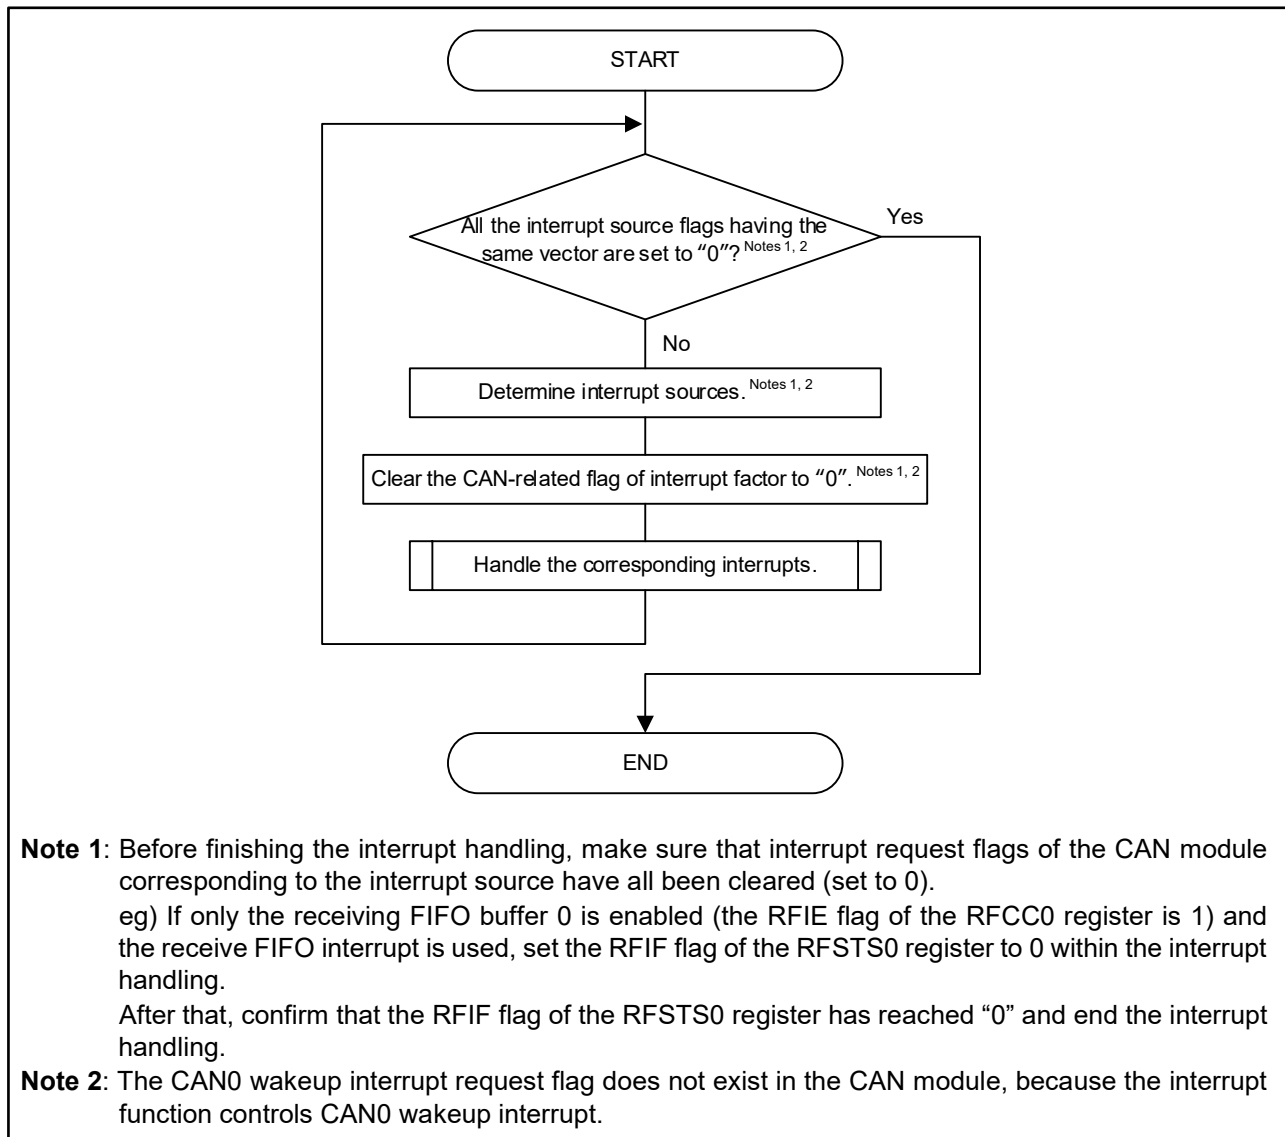 START
All the interrupt source flags having the
same vector are set to “0”? Notes 1, 2
Yes
No
Determine interrupt sources. Notes 1, 2
Clear the CAN-related flag of interrupt factor to “0”. Notes 1, 2
Handle the corresponding interrupts.
END
Note 1: Before finishing the interrupt handling, make sure that interrupt request flags of the CAN module
corresponding to the interrupt source have all been cleared (set to 0).
eg) If only the receiving FIFO buffer 0 is enabled (the RFIE flag of the RFCC0 register is 1) and
the receive FIFO interrupt is used, set the RFIF flag of the RFSTS0 register to 0 within the interrupt
handling.
After that, confirm that the RFIF flag of the RFSTS0 register has reached “0” and end the interrupt
handling.
Note 2: The CAN0 wakeup interrupt request flag does not exist in the CAN module, because the interrupt
function controls CAN0 wakeup interrupt.